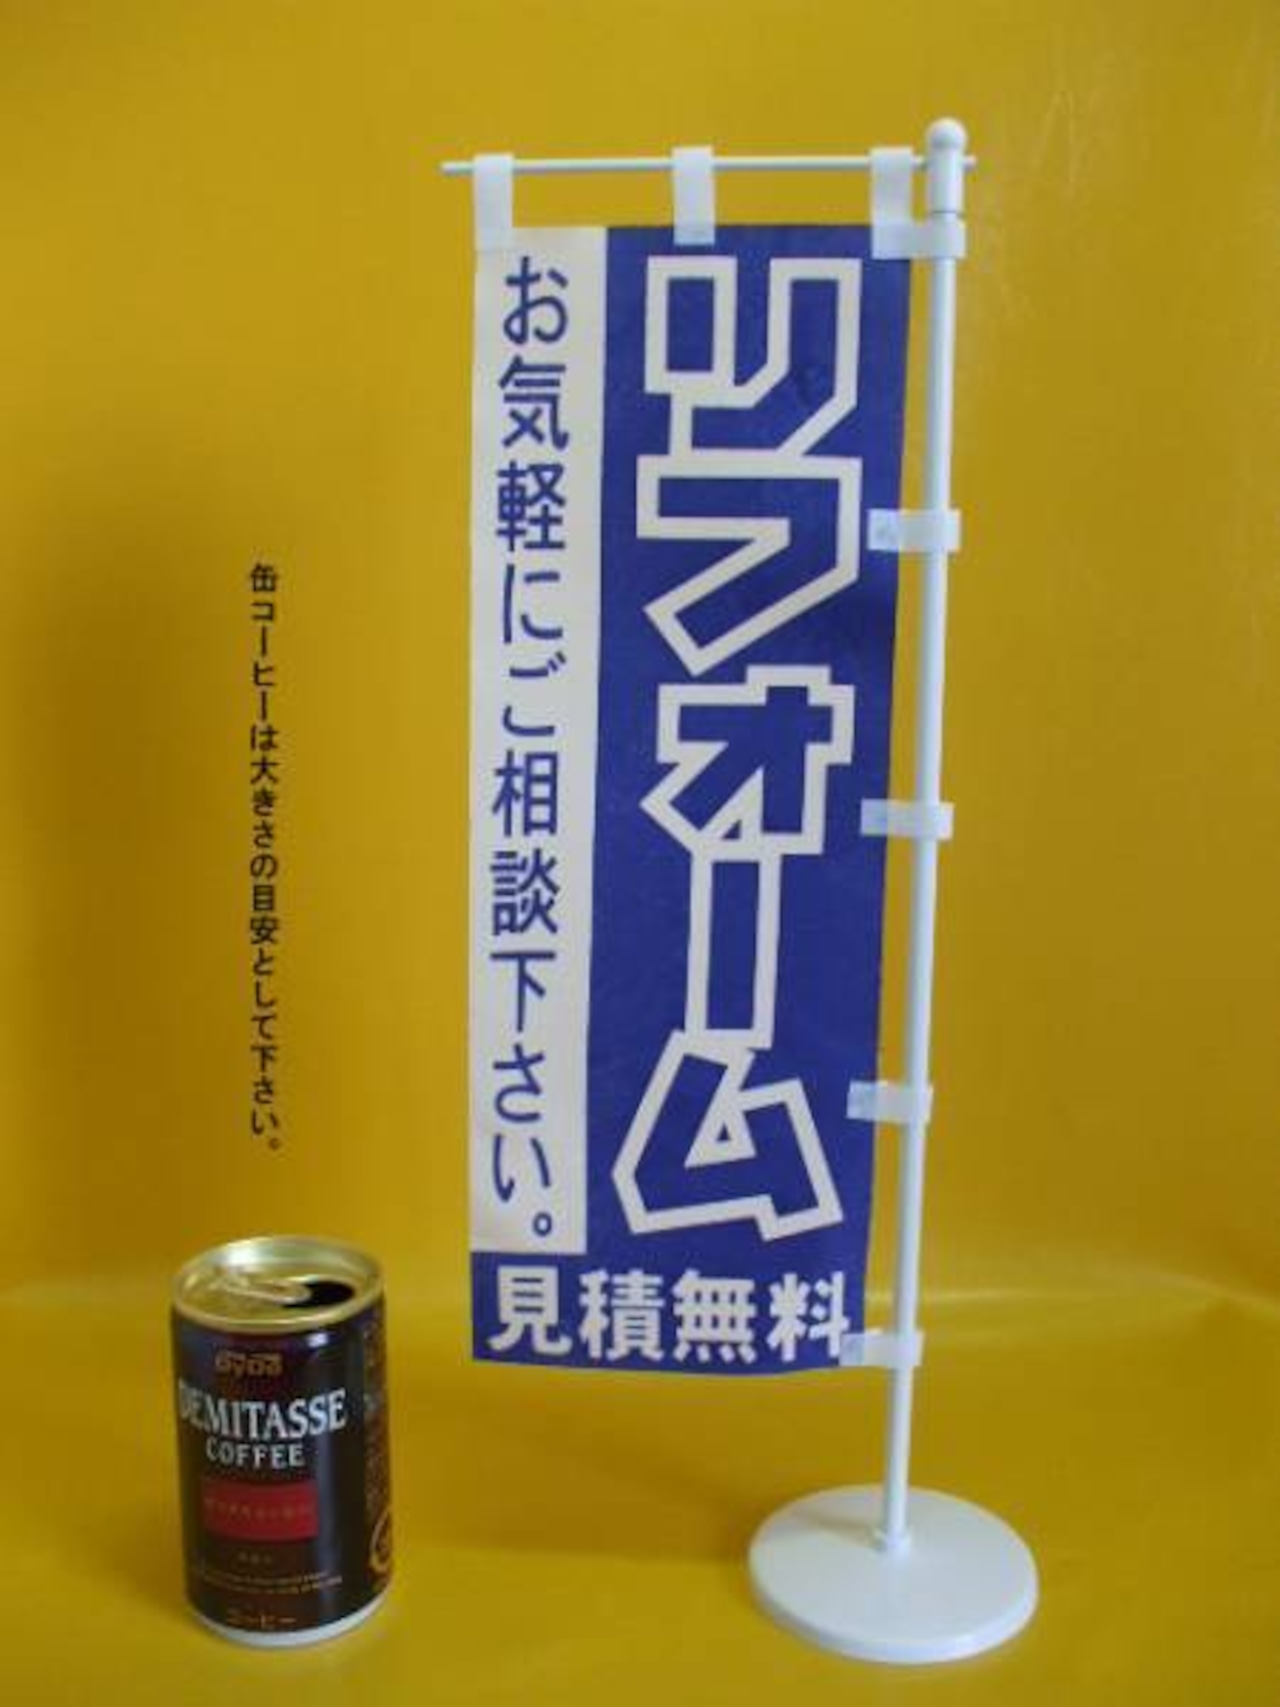 リフォーム
お気軽にご相談下さい。
見積無料
缶コーヒーは大きさの目安として下さい。
DyDo
DEMITASSE
COFFEE
コーヒー